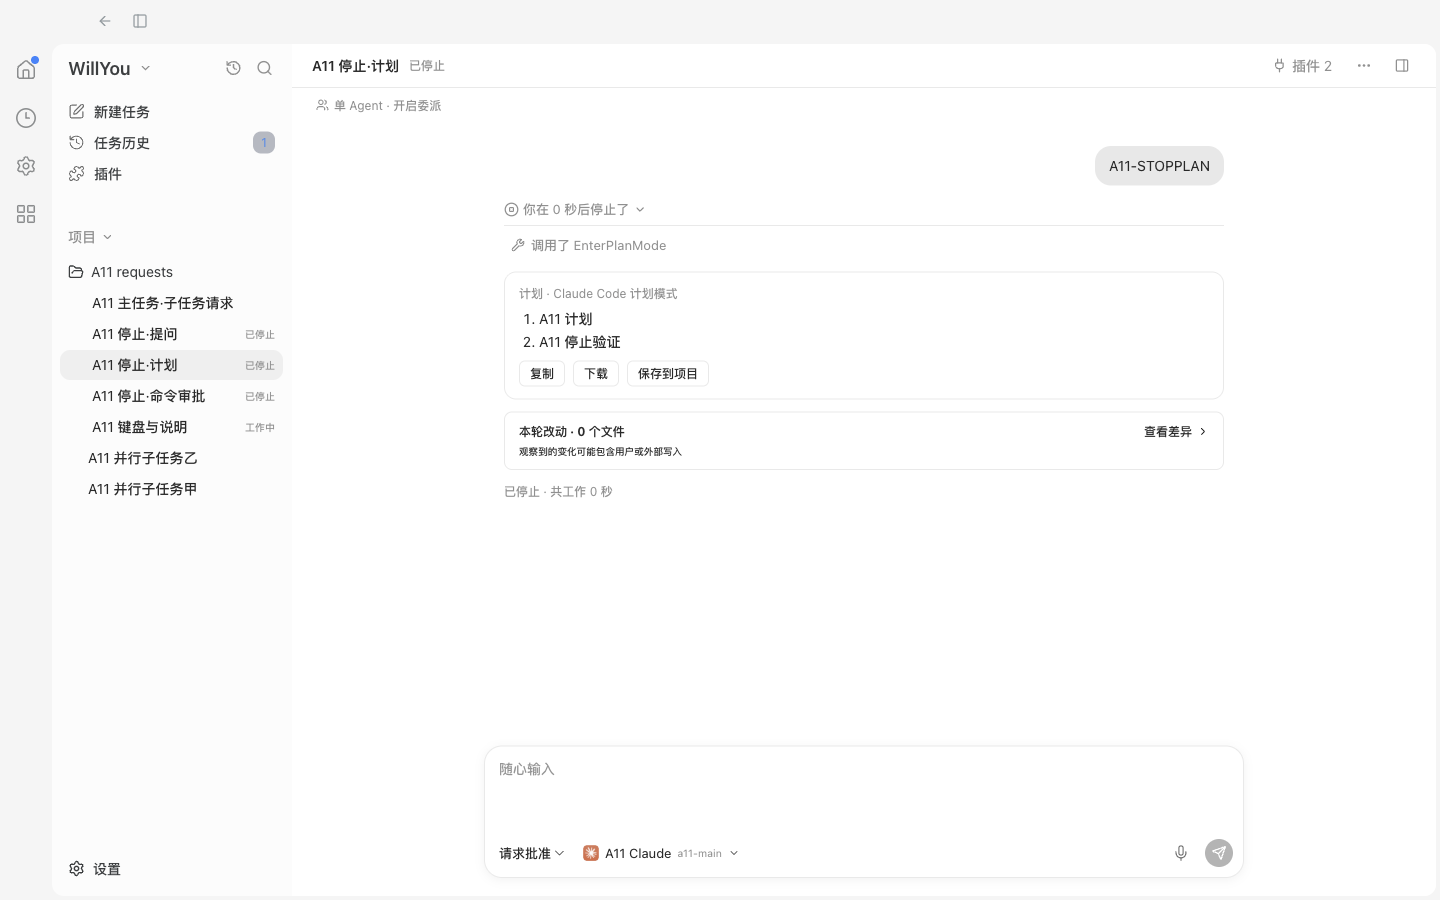 WillYou
新建任务
任务历史 1
插件
项目
A11 requests
A11 主任务·子任务请求
A11 停止·提问 已停止
A11 停止·计划 已停止
A11 停止·命令审批 已停止
A11 键盘与说明 工作中
A11 并行子任务乙
A11 并行子任务甲
设置
A11 停止·计划 已停止
插件 2
单 Agent · 开启委派
A11-STOPPLAN
你在 0 秒后停止了
调用了 EnterPlanMode
计划 · Claude Code 计划模式
1. A11 计划
2. A11 停止验证
复制 下载 保存到项目
本轮改动 · 0 个文件 查看差异
观察到的变化可能包含用户或外部写入
已停止 · 共工作 0 秒
随心输入
请求批准 A11 Claude a11-main